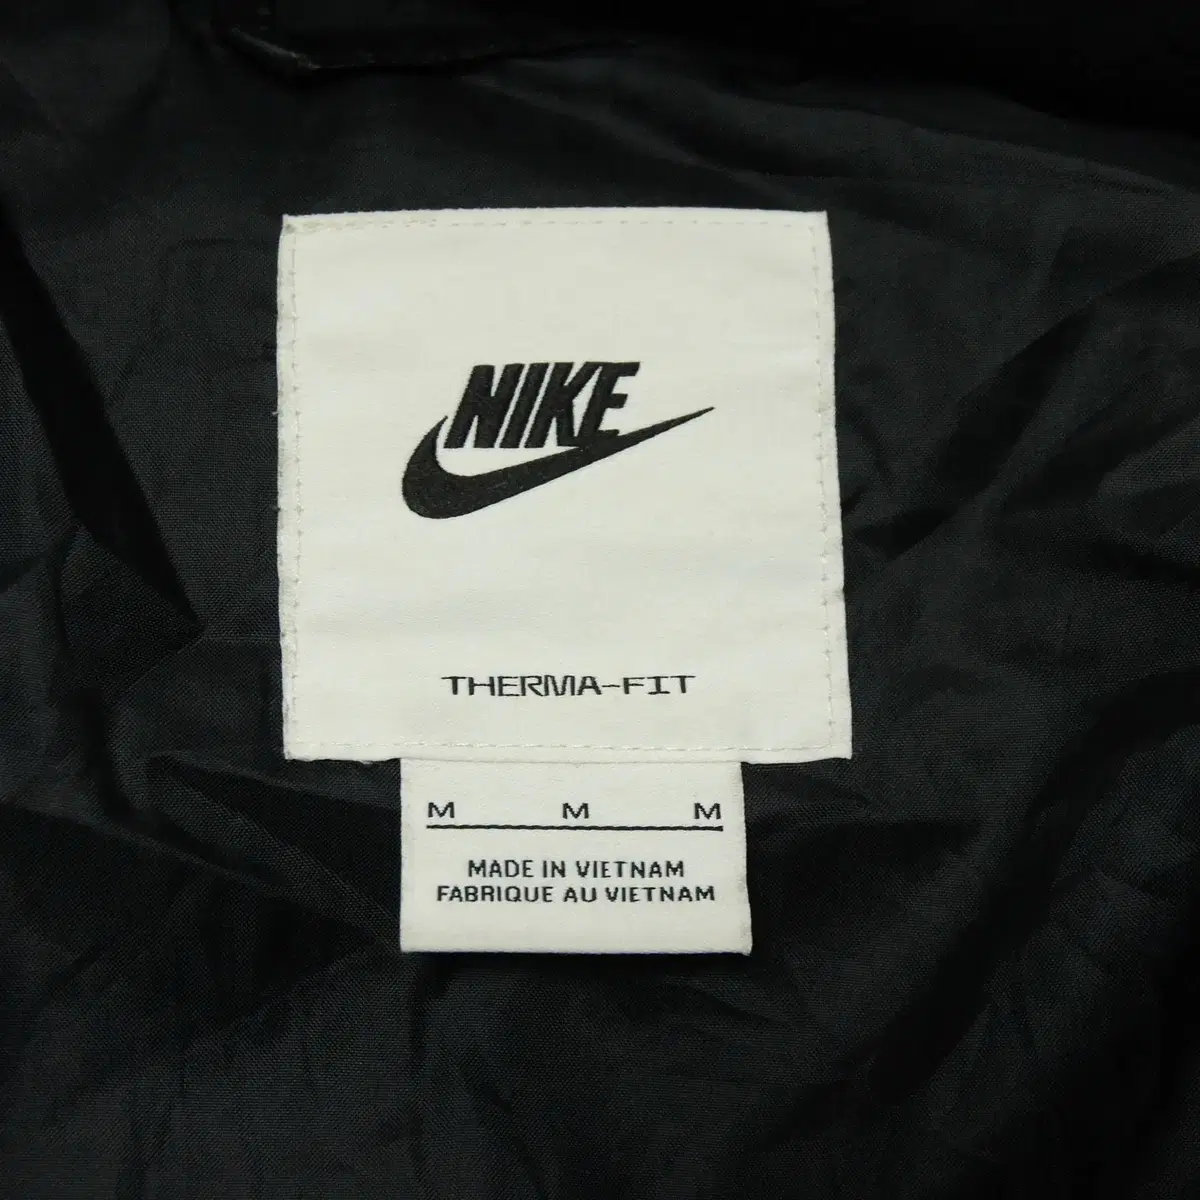 NIKE
THERMA-FIT
M M M
MADE IN VIETNAM
FABRIQUE AU VIETNAM